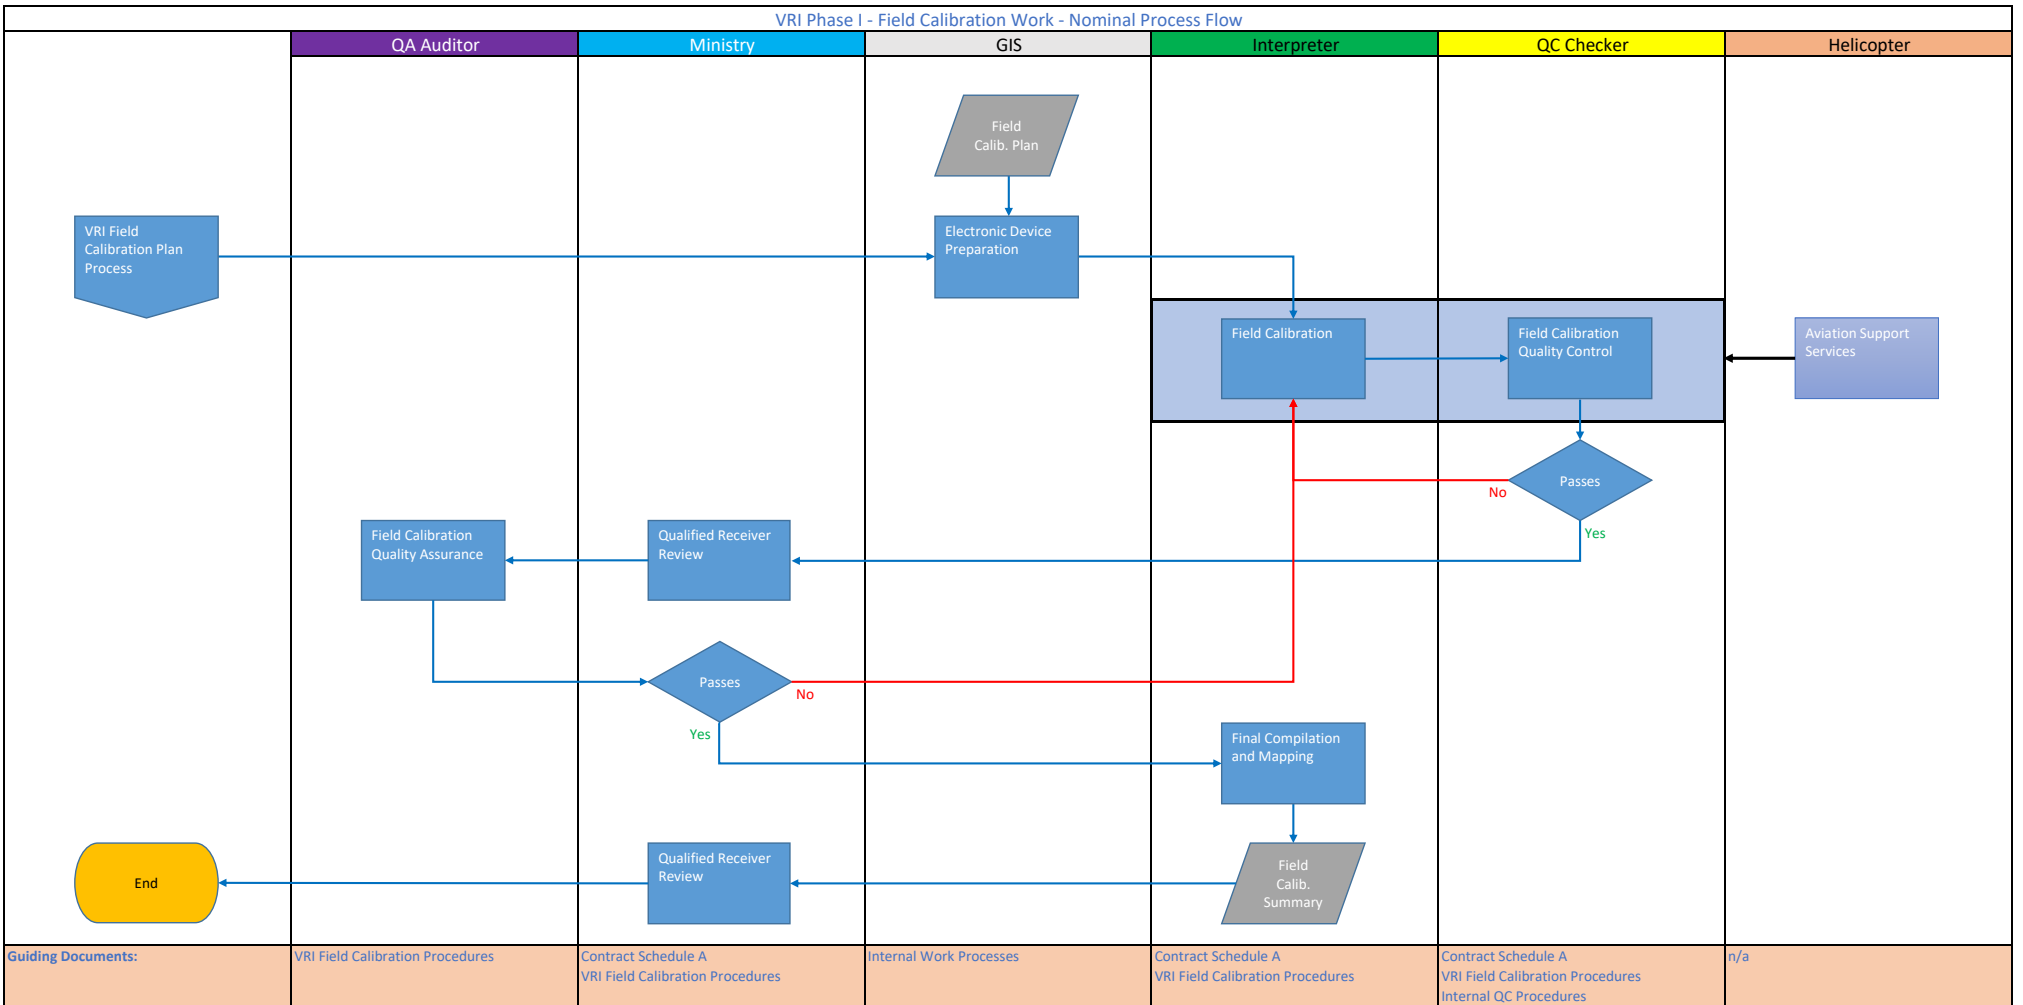 VRI Phase I - Field Calibration Work - Nominal Process Flow
QA Auditor
Ministry
GIS
Interpreter
QC Checker
Helicopter
Field
Calib. Plan
VRI Field
Calibration Plan
Process
Electronic Device
Preparation
Field Calibration
Field Calibration
Quality Control
Aviation Support
Services
Passes
No
Yes
Field Calibration
Quality Assurance
Qualified Receiver
Review
Passes
No
Yes
Final Compilation
and Mapping
End
Qualified Receiver
Review
Field
Calib.
Summary
Guiding Documents:
VRI Field Calibration Procedures
Contract Schedule A
VRI Field Calibration Procedures
Internal Work Processes
Contract Schedule A
VRI Field Calibration Procedures
Contract Schedule A
VRI Field Calibration Procedures
Internal QC Procedures
n/a